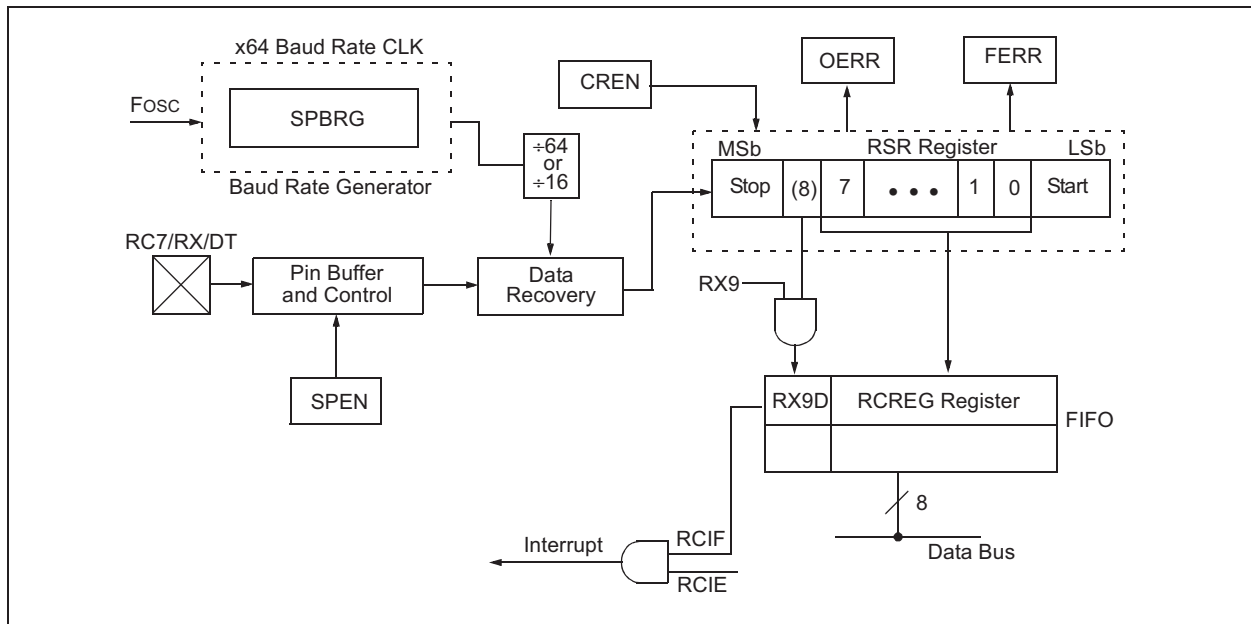 x64 Baud Rate CLK
FOSC
SPBRG
Baud Rate Generator
÷64
or
÷16
CREN
OERR
FERR
MSb
RSR Register
LSb
Stop
(8)
7
• • •
1
0
Start
RC7/RX/DT
Pin Buffer
and Control
Data
Recovery
SPEN
RX9
RX9D
RCREG Register
FIFO
8
Data Bus
Interrupt
RCIF
RCIE